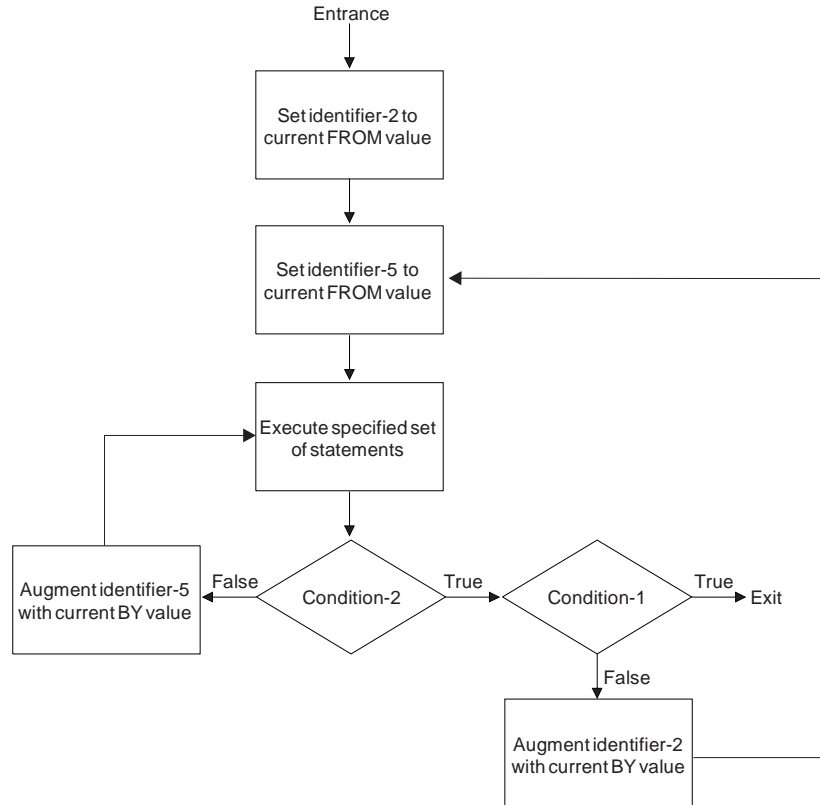 Entrance
Set identifier-2 to
current FROM value
Set identifier-5 to
current FROM value
Execute specified set
of statements
Augment identifier-5
with current BY value
False
Condition-2
True
Condition-1
True
Exit
False
Augment identifier-2
with current BY value